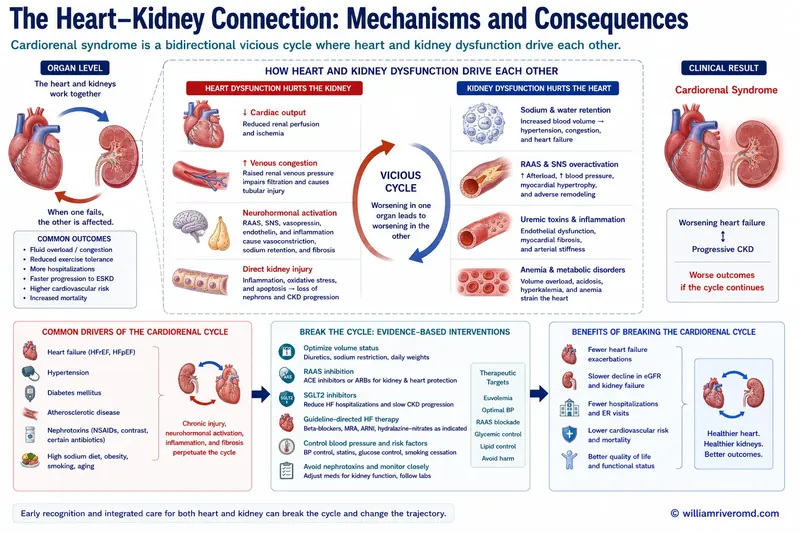 The Heart–Kidney Connection: Mechanisms and Consequences
Cardiorenal syndrome is a bidirectional vicious cycle where heart and kidney dysfunction drive each other.
ORGAN LEVEL
The heart and kidneys
work together
When one fails,
the other is affected.
COMMON OUTCOMES
• Fluid overload / congestion
• Reduced exercise tolerance
• More hospitalizations
• Faster progression to ESKD
• Higher cardiovascular risk
• Increased mortality
HOW HEART AND KIDNEY DYSFUNCTION DRIVE EACH OTHER
HEART DYSFUNCTION HURTS THE KIDNEY
↓ Cardiac output
Reduced renal perfusion
and ischemia
↑ Venous congestion
Raised renal venous pressure
impairs filtration and causes
tubular injury
Neurohormonal activation
RAAS, SNS, vasopressin,
endothelin, and inflammation
cause vasoconstriction,
sodium retention, and fibrosis
Direct kidney injury
Inflammation, oxidative stress,
and apoptosis → loss of
nephrons and CKD progression
VICIOUS
CYCLE
Worsening in one
organ leads to
worsening in the
other
KIDNEY DYSFUNCTION HURTS THE HEART
Sodium & water retention
Increased blood volume →
hypertension, congestion,
and heart failure
RAAS & SNS overactivation
↑ Afterload, ↑ blood pressure,
myocardial hypertrophy,
and adverse remodeling
Uremic toxins & inflammation
Endothelial dysfunction,
myocardial fibrosis,
and arterial stiffness
Anemia & metabolic disorders
Volume overload, acidosis,
hyperkalemia, and anemia
strain the heart
CLINICAL RESULT
Cardiorenal Syndrome
Worsening heart failure
↑↓
Progressive CKD
Worse outcomes
if the cycle continues
COMMON DRIVERS OF THE CARDIORENAL CYCLE
Heart failure (HFrEF, HFpEF)
Hypertension
Diabetes mellitus
Atherosclerotic disease
Nephrotoxins (NSAIDs, contrast,
certain antibiotics)
High sodium diet, obesity,
smoking, aging
Chronic injury,
neurohormonal activation,
inflammation, and fibrosis
perpetuate the cycle
BREAK THE CYCLE: EVIDENCE-BASED INTERVENTIONS
Optimize volume status
Diuretics, sodium restriction, daily weights
RAAS inhibition
ACE inhibitors or ARBs for kidney & heart protection
SGLT2
SGLT2 inhibitors
Reduce HF hospitalizations and slow CKD progression
Guideline-directed HF therapy
Beta-blockers, MRA, ARNI, hydralazine–nitrates as indicated
Control blood pressure and risk factors
BP control, statins, glucose control, smoking cessation
Avoid nephrotoxins and monitor closely
Adjust meds for kidney function, follow labs
Therapeutic
Targets
Euvolemia
Optimal BP
RAAS blockade
Glycemic control
Lipid control
Avoid harm
BENEFITS OF BREAKING THE CARDIORENAL CYCLE
Fewer heart failure
exacerbations
Slower decline in eGFR
and kidney failure
Fewer hospitalizations
and ER visits
Lower cardiovascular risk
and mortality
Better quality of life
and functional status
Healthier heart.
Healthier kidneys.
Better outcomes.
Early recognition and integrated care for both heart and kidney can break the cycle and change the trajectory.
© williamriveromd.com